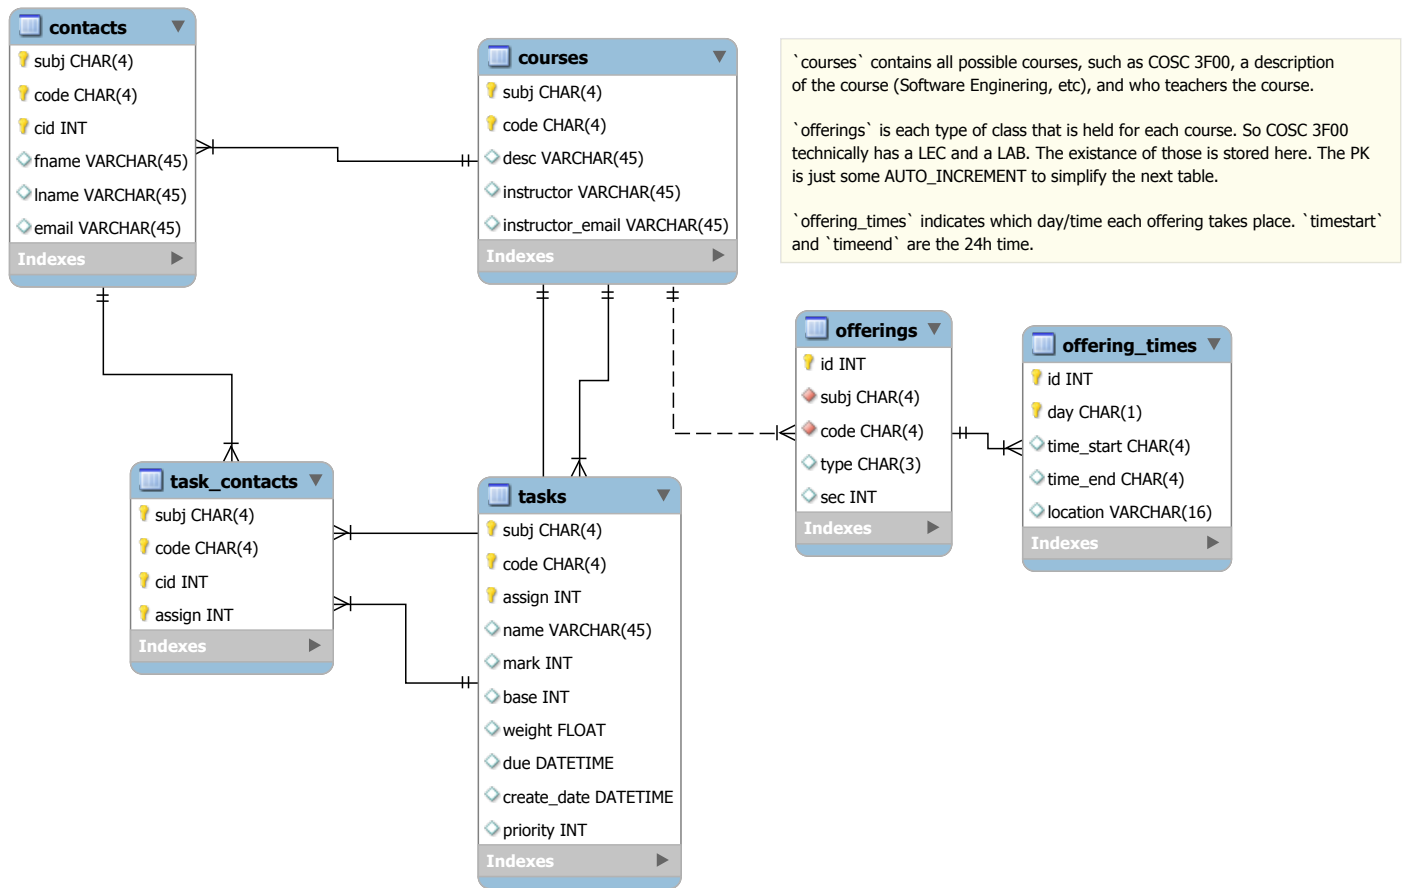 contacts
subj CHAR(4)
code CHAR(4)
cid INT
fname VARCHAR(45)
lname VARCHAR(45)
email VARCHAR(45)
Indexes
courses
subj CHAR(4)
code CHAR(4)
desc VARCHAR(45)
instructor VARCHAR(45)
instructor_email VARCHAR(45)
Indexes
`courses` contains all possible courses, such as COSC 3F00, a description
of the course (Software Enginering, etc), and who teachers the course.
`offerings` is each type of class that is held for each course. So COSC 3F00
technically has a LEC and a LAB. The existance of those is stored here. The PK
is just some AUTO_INCREMENT to simplify the next table.
`offering_times` indicates which day/time each offering takes place. `timestart`
and `timeend` are the 24h time.
offerings
id INT
subj CHAR(4)
code CHAR(4)
type CHAR(3)
sec INT
Indexes
offering_times
id INT
day CHAR(1)
time_start CHAR(4)
time_end CHAR(4)
location VARCHAR(16)
Indexes
task_contacts
subj CHAR(4)
code CHAR(4)
cid INT
assign INT
Indexes
tasks
subj CHAR(4)
code CHAR(4)
assign INT
name VARCHAR(45)
mark INT
base INT
weight FLOAT
due DATETIME
create_date DATETIME
priority INT
Indexes